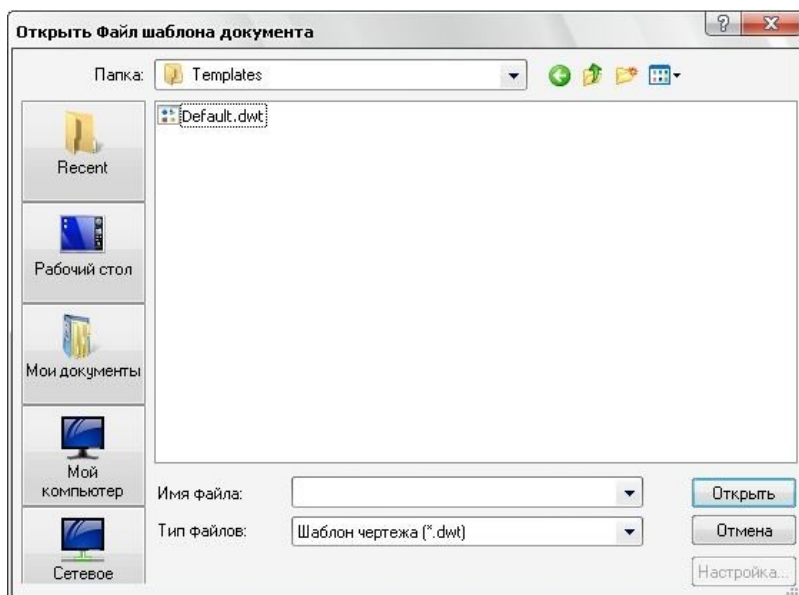 Открыть Файл шаблона документа
Папка: Templates
Default.dwt
Recent
Рабочий стол
Мои документы
Мой
компьютер
Сетевое
Имя файла:
Открыть
Тип файлов: Шаблон чертежа (*.dwt)
Отмена
Настройка...